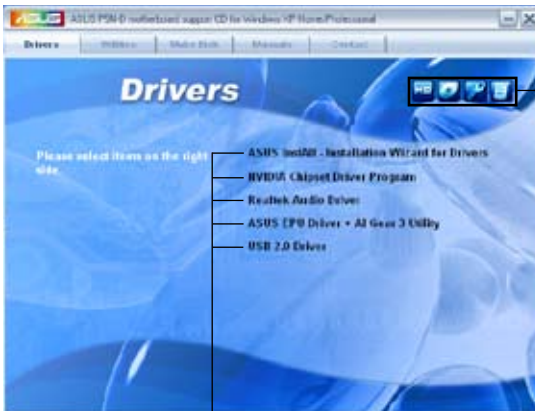 ASUS
ASUS P5N-D motherboard support CD for Windows XP Home/Professional
Drivers
Utilities
Make Disk
Manuals
Contact
Drivers
Please select items on the right side.
ASUS InstAll - Installation Wizard for Drivers
NVIDIA Chipset Driver Program
Realtek Audio Driver
ASUS EPU Driver + AI Gear 3 Utility
USB 2.0 Driver